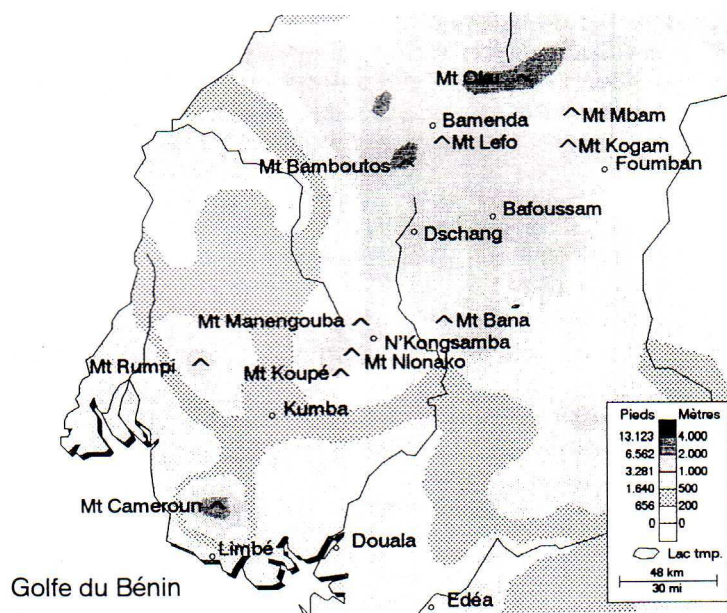 Mt Oku
Bamenda
Mt Mbam
Mt Lefo
Mt Kogam
Mt Bamboutos
Foumban
Bafoussam
Dschang
Mt Manengouba
Mt Bana
N'Kongsamba
Mt Nlonako
Mt Rumpi
Mt Koupé
Kumba
Mt Cameroun
Limbé
Douala
Golfe du Bénin
Edéa
Pieds Mètres
13.123 4.000
6.562 2.000
3.281 1.000
1.640 500
656 200
0 0
Lac tmp.
48 km
30 mi